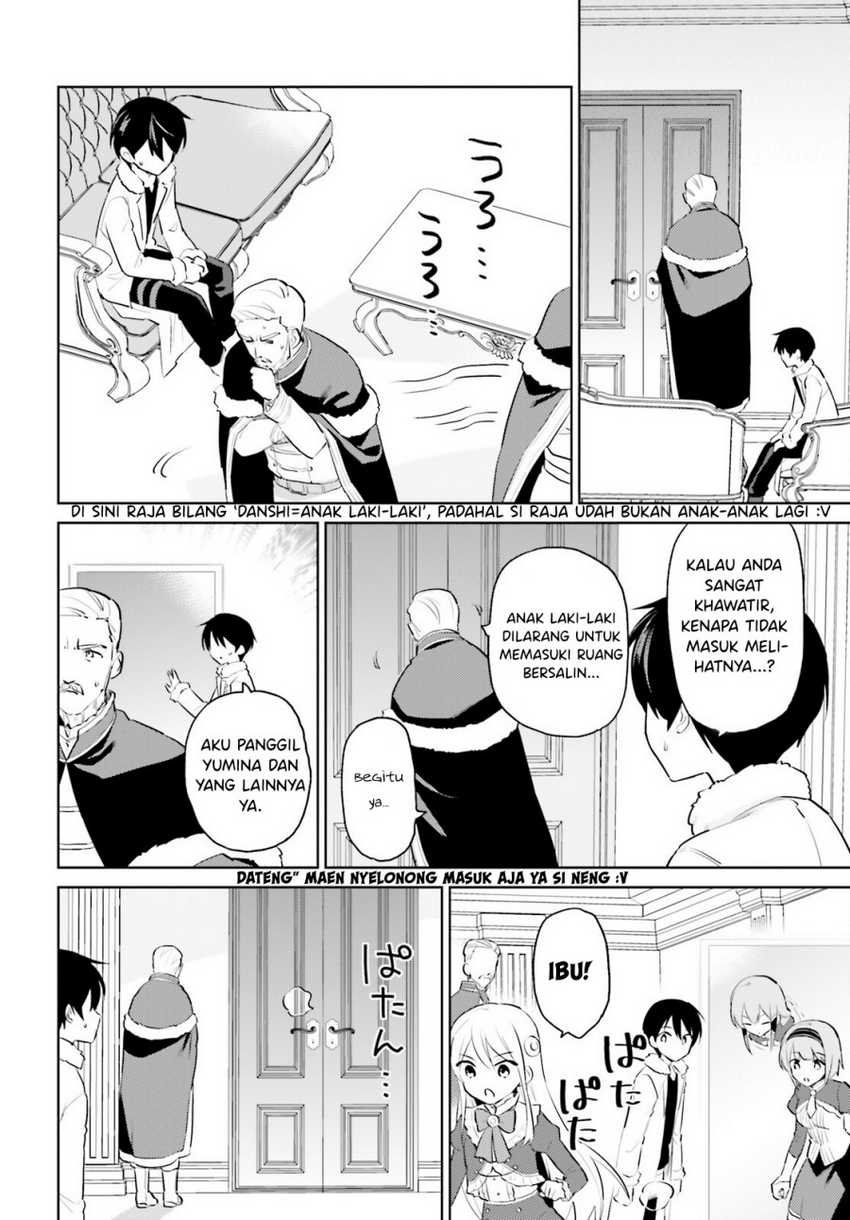 うろ…
うろ…
DI SINI RAJA BILANG 'DANSHI=ANAK LAKI-LAKI', PADAHAL SI RAJA UDAH BUKAN ANAK-ANAK LAGI :V
KALAU ANDA
SANGAT
KHAWATIR,
KENAPA TIDAK
MASUK MELI-
HATNYA...?
ANAK LAKI-LAKI
DILARANG UNTUK
MEMASUKI RUANG
BERSALIN...
BEGITU
YA...
AKU PANGGIL
YUMINA DAN
YANG LAINNYA
YA.
DATENG" MAEN NYELONONG MASUK AJA YA SI NENG :V
IBU!
ぱた
ぱた
ぱたん…